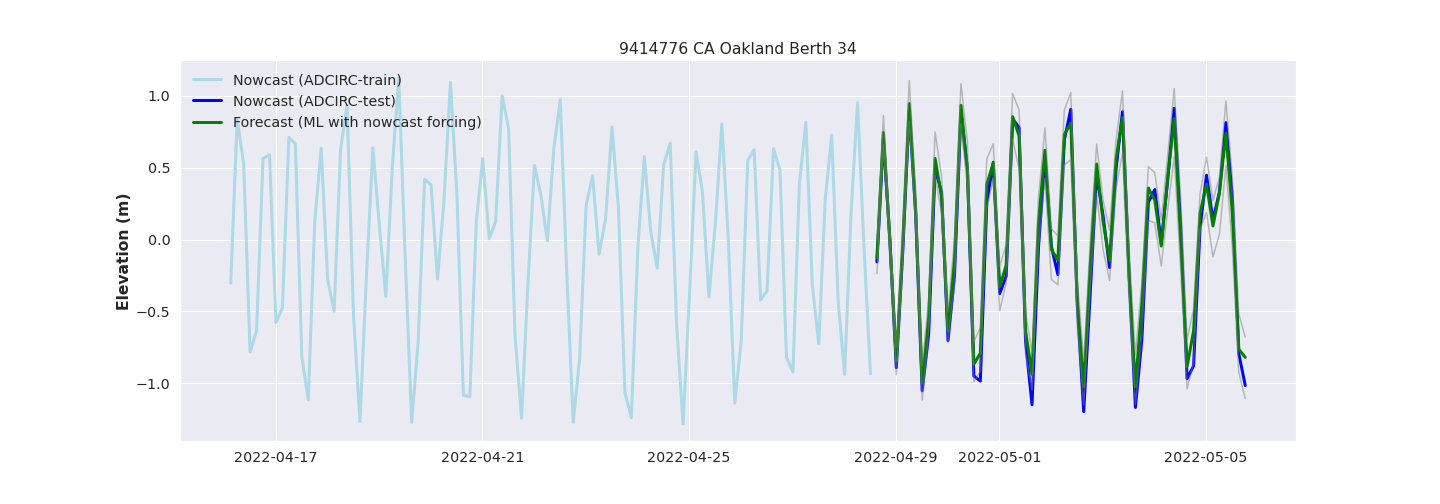 9414776 CA Oakland Berth 34
Nowcast (ADCIRC-train)
Nowcast (ADCIRC-test)
Forecast (ML with nowcast forcing)
Elevation (m)
1.0
0.5
0.0
−0.5
−1.0
2022-04-17 2022-04-21 2022-04-25 2022-04-29 2022-05-01 2022-05-05